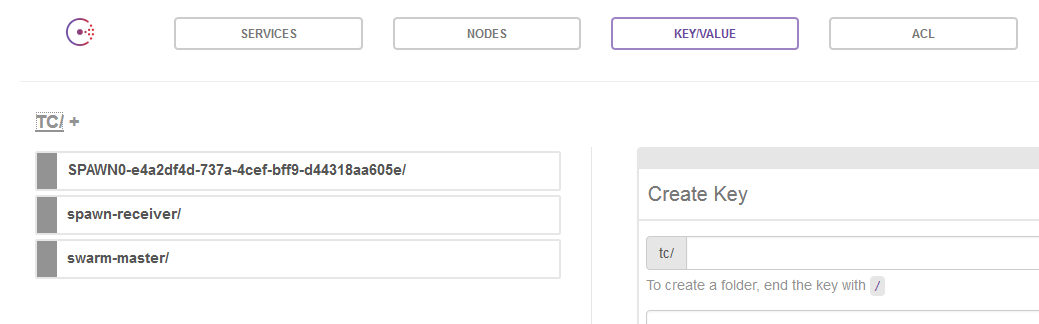 SERVICES NODES KEY/VALUE ACL
TC/ +
SPAWN0-e4a2df4d-737a-4cef-bff9-d44318aa605e/
spawn-receiver/
swarm-master/
Create Key
tc/
To create a folder, end the key with /